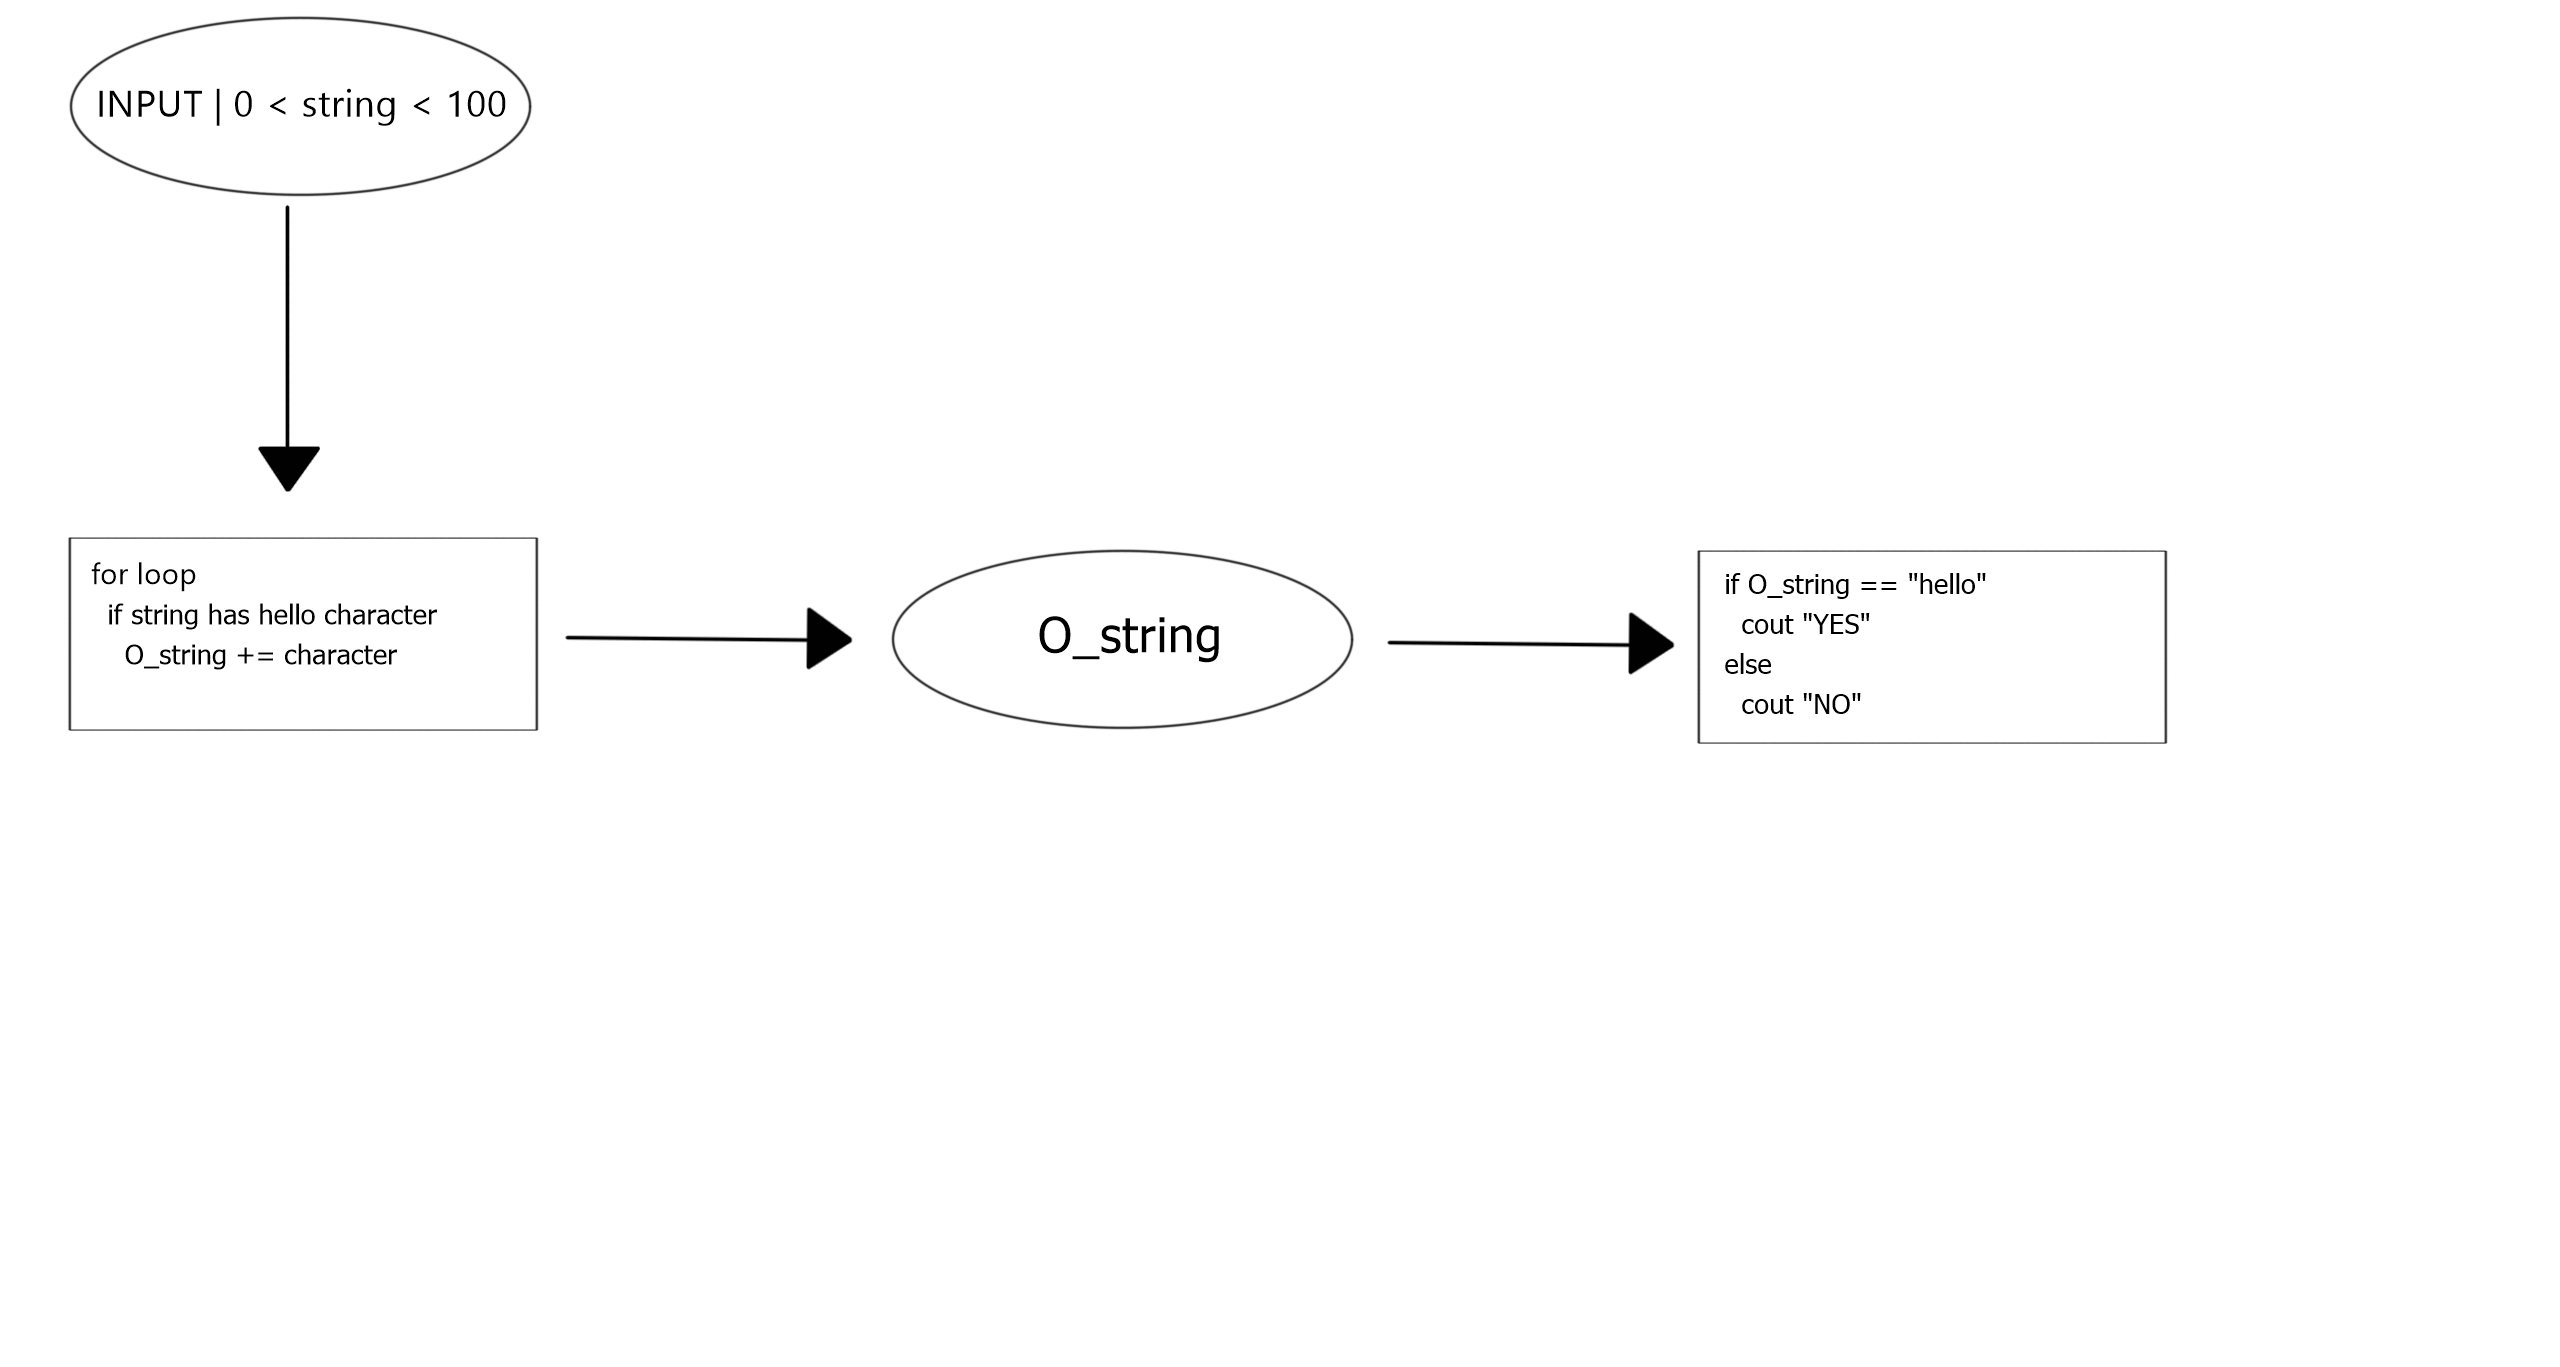 INPUT | 0 < string < 100
for loop
if string has hello character
O_string += character
O_string
if O_string == "hello"
cout "YES"
else
cout "NO"